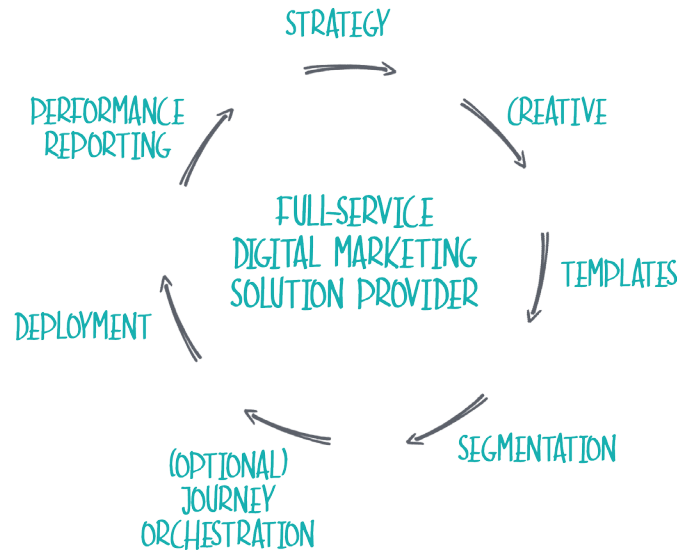 STRATEGY
CREATIVE
PERFORMANCE
REPORTING
FULL-SERVICE
DIGITAL MARKETING
SOLUTION PROVIDER
TEMPLATES
DEPLOYMENT
SEGMENTATION
(OPTIONAL)
JOURNEY
ORCHESTRATION